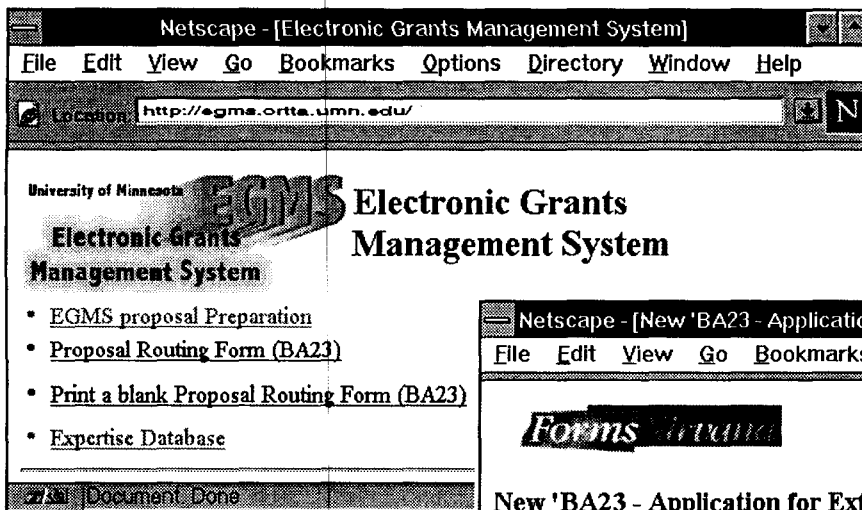 Netscape - [Electronic Grants Management System]
File Edit View Go Bookmarks Options Directory Window Help
Location: http://egms.ortta.umn.edu/
N
University of Minnesota
EGMS
Electronic Grants
Management System
Electronic Grants
Management System
• EGMS proposal Preparation
• Proposal Routing Form (BA23)
• Print a blank Proposal Routing Form (BA23)
• Expertise Database
Document Done
Netscape - [New 'BA23 - Applicatio
File Edit View Go Bookmarks
Forms Nirvana
New 'BA23 - Application for Ext